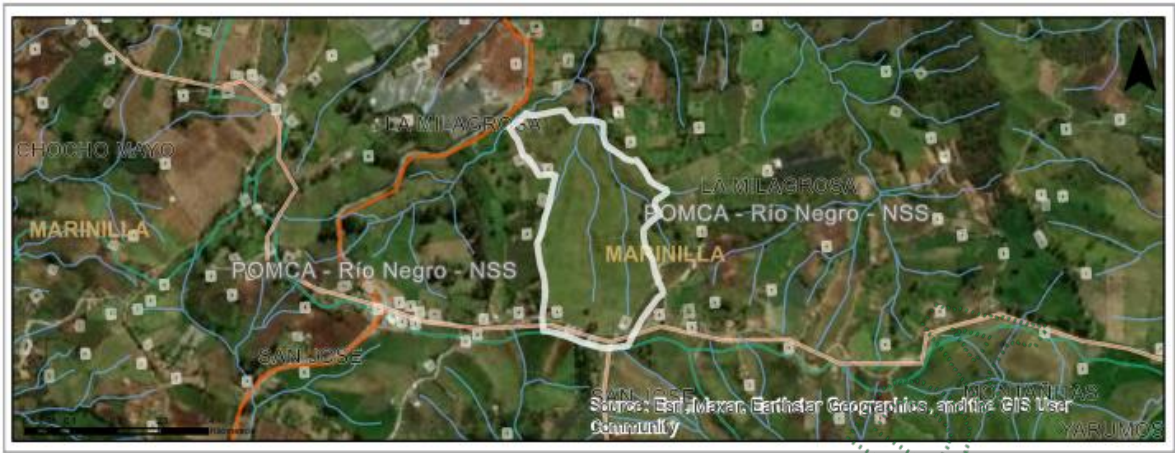 LA MILAGROSA
CHOCHO MAYO
LA MILAGROSA
POMCA - Río Negro - NSS
MARINILLA
MARINILLA
POMCA - Río Negro - NSS
SAN JOSE
SAN JOSE
Source: Esri, Maxar, Earthstar Geographics, and the GIS User
Community
YARUMOS